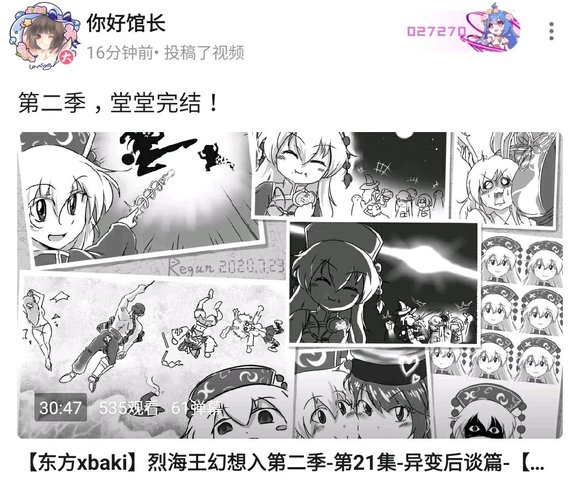 你好馆长
16分钟前• 投稿了视频
027270
第二季，堂堂完结！
Regun 2020.7.23
30:47 535观看 61弹幕
【东方xbaki】烈海王幻想入第二季-第21集-异变后谈篇-【...